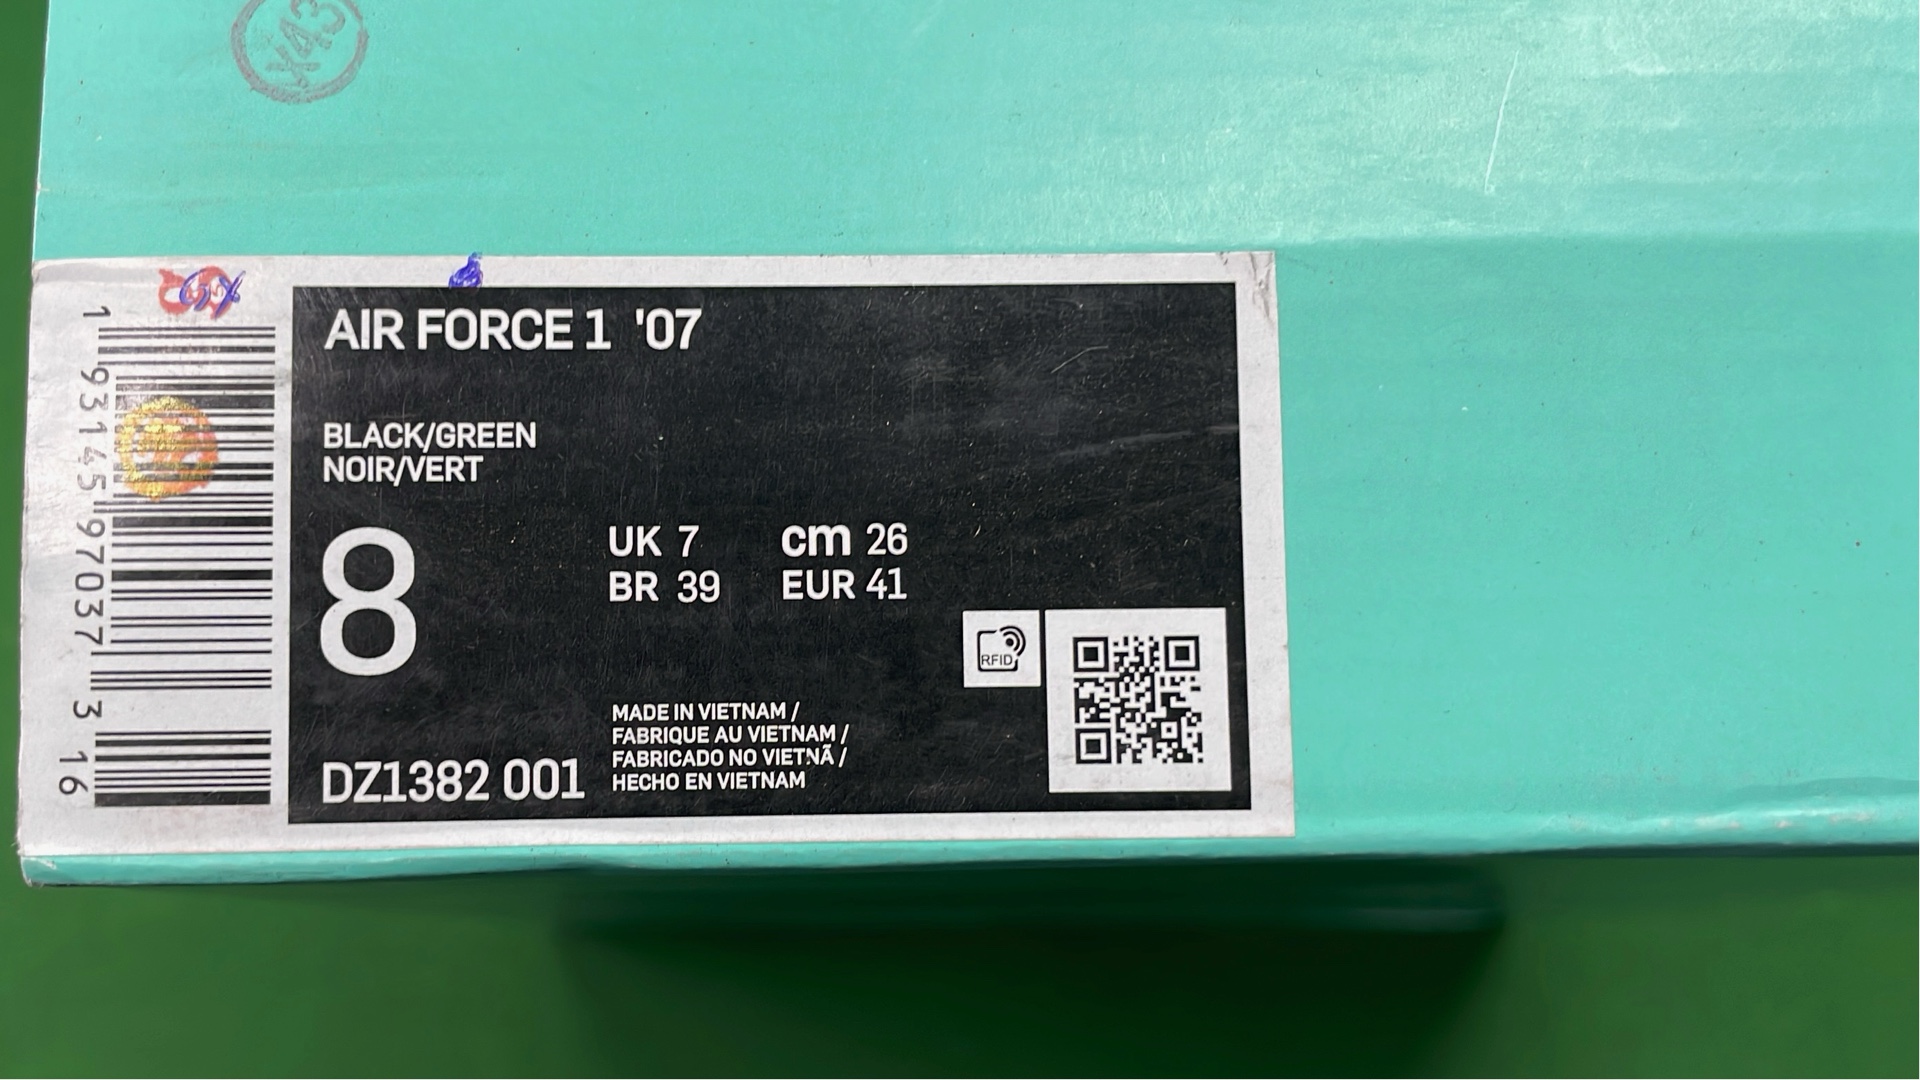 X43
AIR FORCE 1 '07
BLACK/GREEN
NOIR/VERT
8
UK 7 cm 26
BR 39 EUR 41
RFID
MADE IN VIETNAM /
FABRIQUE AU VIETNAM /
FABRICADO NO VIETNÃ /
HECHO EN VIETNAM
DZ1382 001
1 93145 97037 3 16